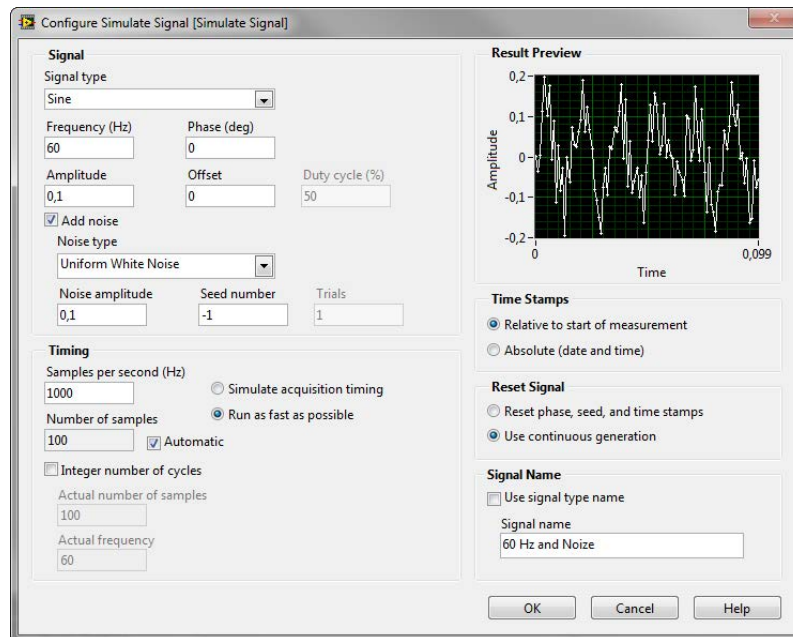 Configure Simulate Signal [Simulate Signal]
Signal
Signal type
Sine
Frequency (Hz) Phase (deg)
60 0
Amplitude Offset Duty cycle (%)
0,1 0 50
Add noise
Noise type
Uniform White Noise
Noise amplitude Seed number Trials
0,1 -1 1
Timing
Samples per second (Hz)
1000
Simulate acquisition timing
Run as fast as possible
Number of samples
100 Automatic
Integer number of cycles
Actual number of samples
100
Actual frequency
60
Result Preview
0,2
0,1
0
-0,1
-0,2
Amplitude
0 0,099
Time
Time Stamps
Relative to start of measurement
Absolute (date and time)
Reset Signal
Reset phase, seed, and time stamps
Use continuous generation
Signal Name
Use signal type name
Signal name
60 Hz and Noize
OK Cancel Help